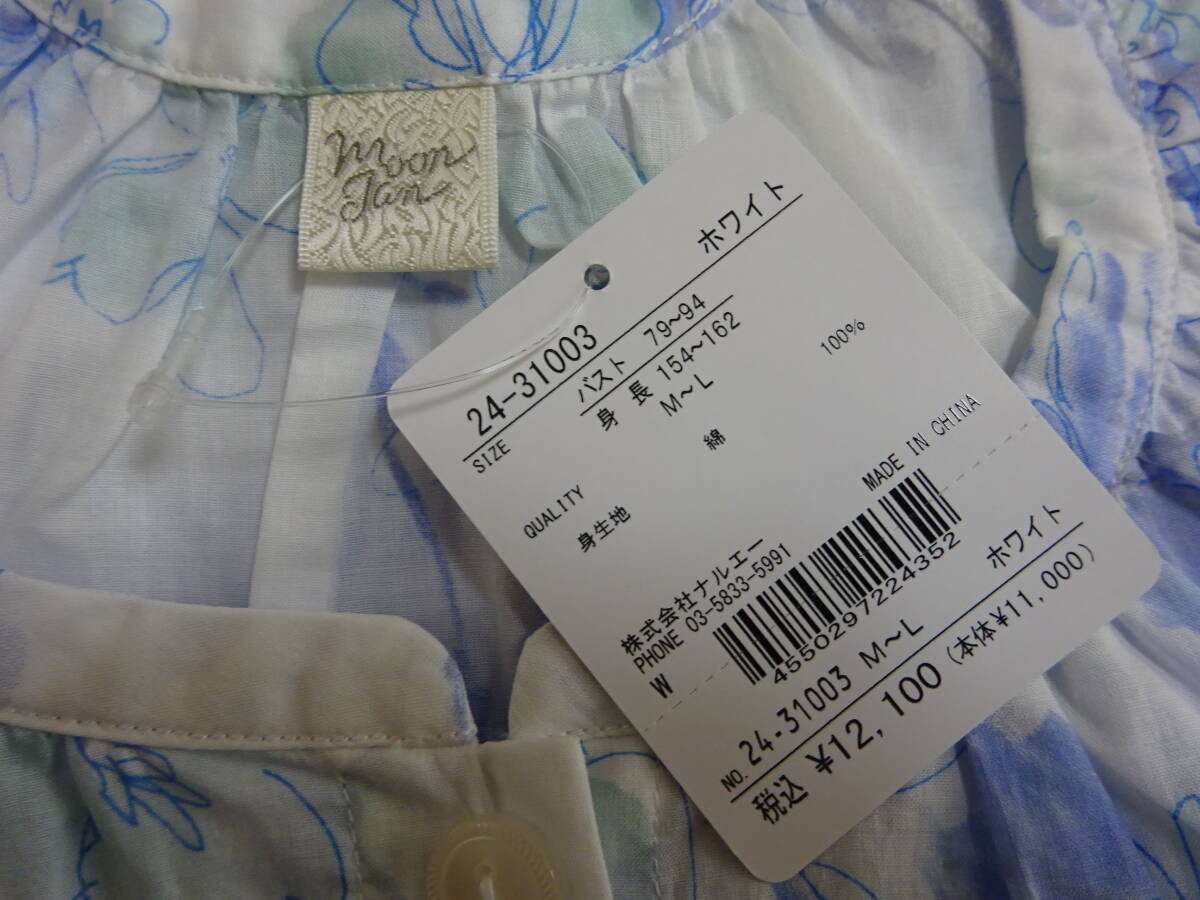 moon
Jan
ホワイト
24-31003
SIZE
バスト 79~94
身 長 154~162
M~L
QUALITY
身生地 綿 100%
MADE IN CHINA
株式会社ナルエー
PHONE 03-5833-5991
W
4550297224352
NO. 24-31003 M~L ホワイト
税込 ¥12,100 (本体¥11,000)